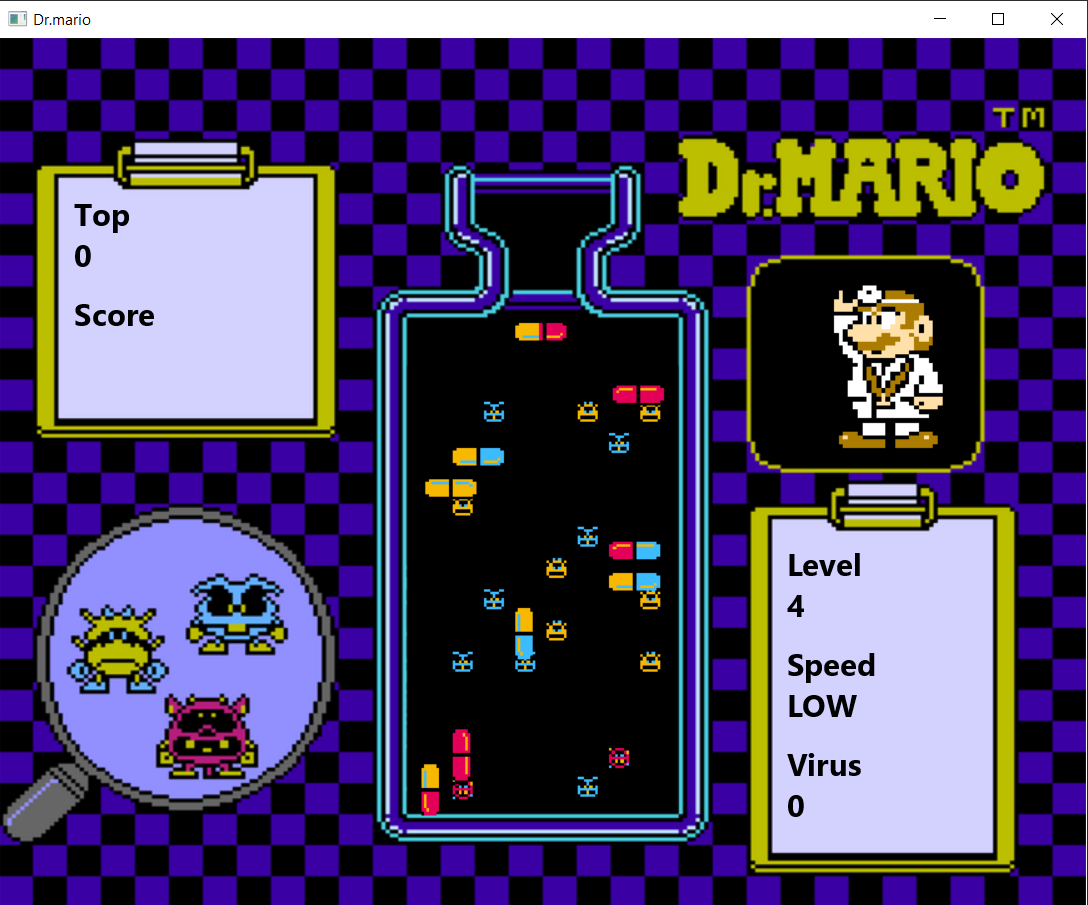 Dr.mario
TM
Dr.MARIO
Top
0
Score
Level
4
Speed
LOW
Virus
0